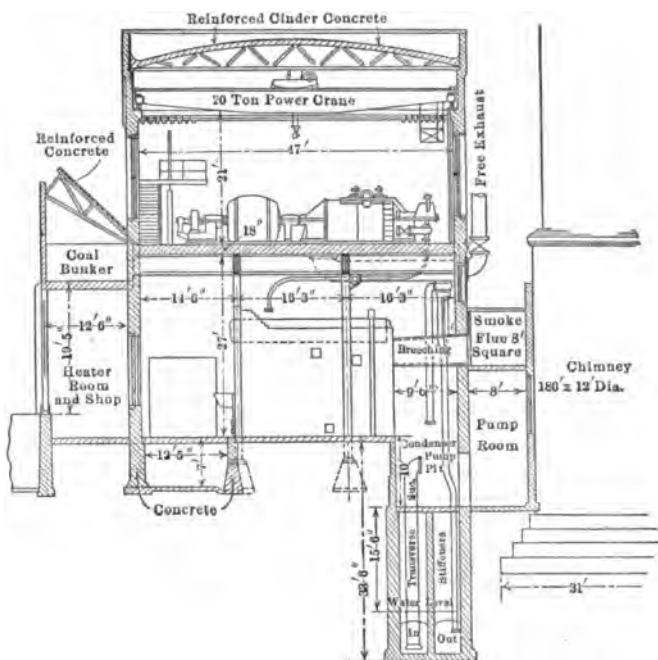 Reinforced Cinder Concrete
20 Ton Power Crane
Reinforced
Concrete
Free Exhaust
47'
21'
18"
Coal
Bunker
14'6"
15'3"
16'3"
12'6"
19'5"
27'
Heater
Room
and Shop
Breeching
Smoke
Flue 8'
Square
Chimney
180' x 12' Dia.
9'6"
8'
Pump
Room
Condenser
Pump
Pit
12'5"
7'
10'
Concrete
Transverse
Stiffeners
15'6"
33'6"
Water Level
In
Out
31'